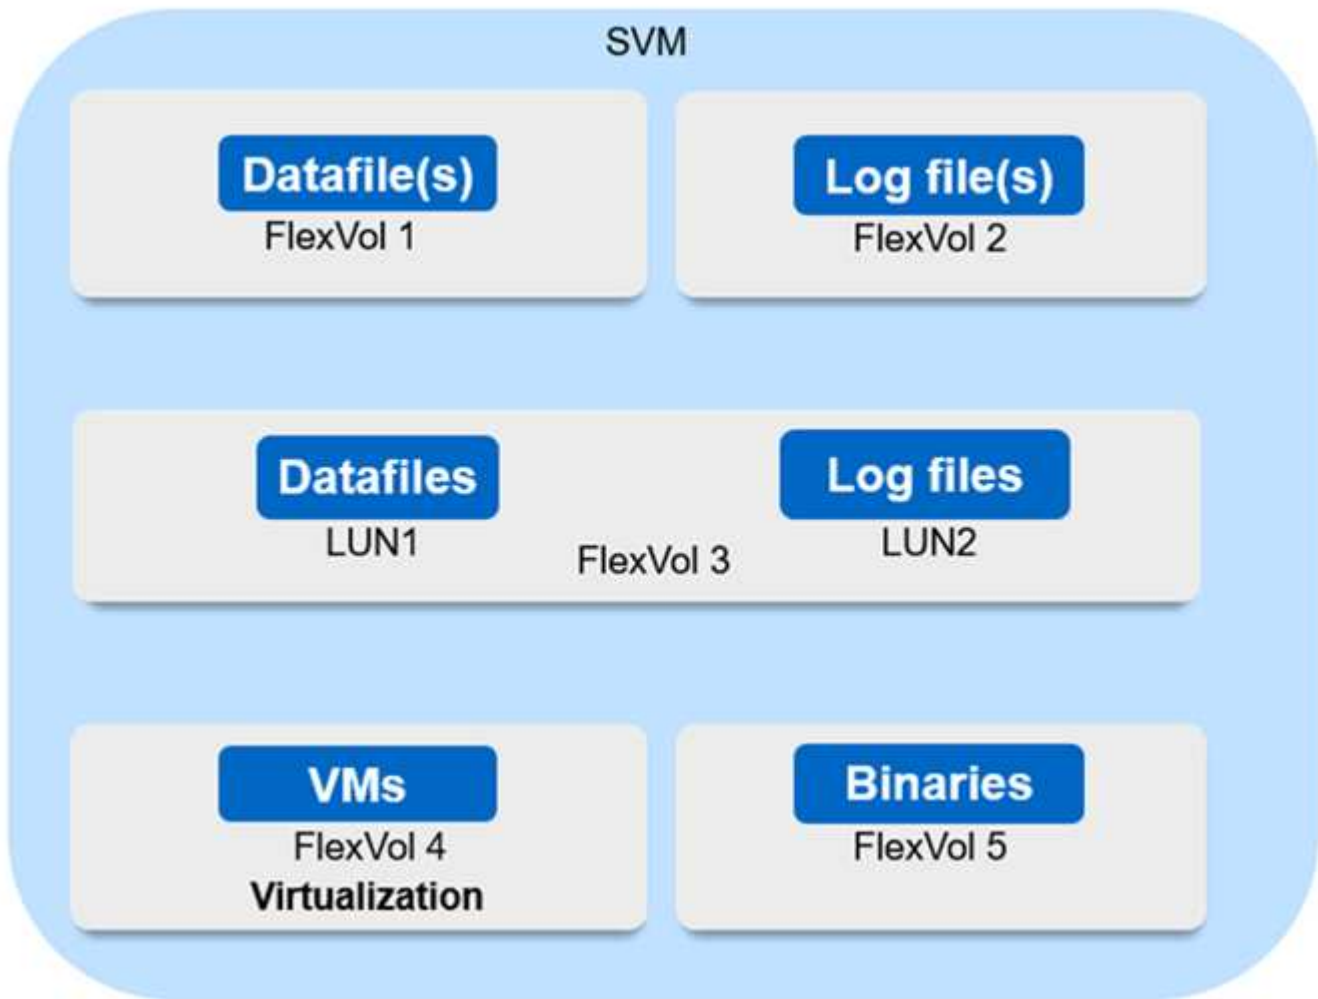 SVM
Datafile(s)
FlexVol 1
Log file(s)
FlexVol 2
Datafiles
LUN1
Log files
LUN2
FlexVol 3
VMs
FlexVol 4
Virtualization
Binaries
FlexVol 5